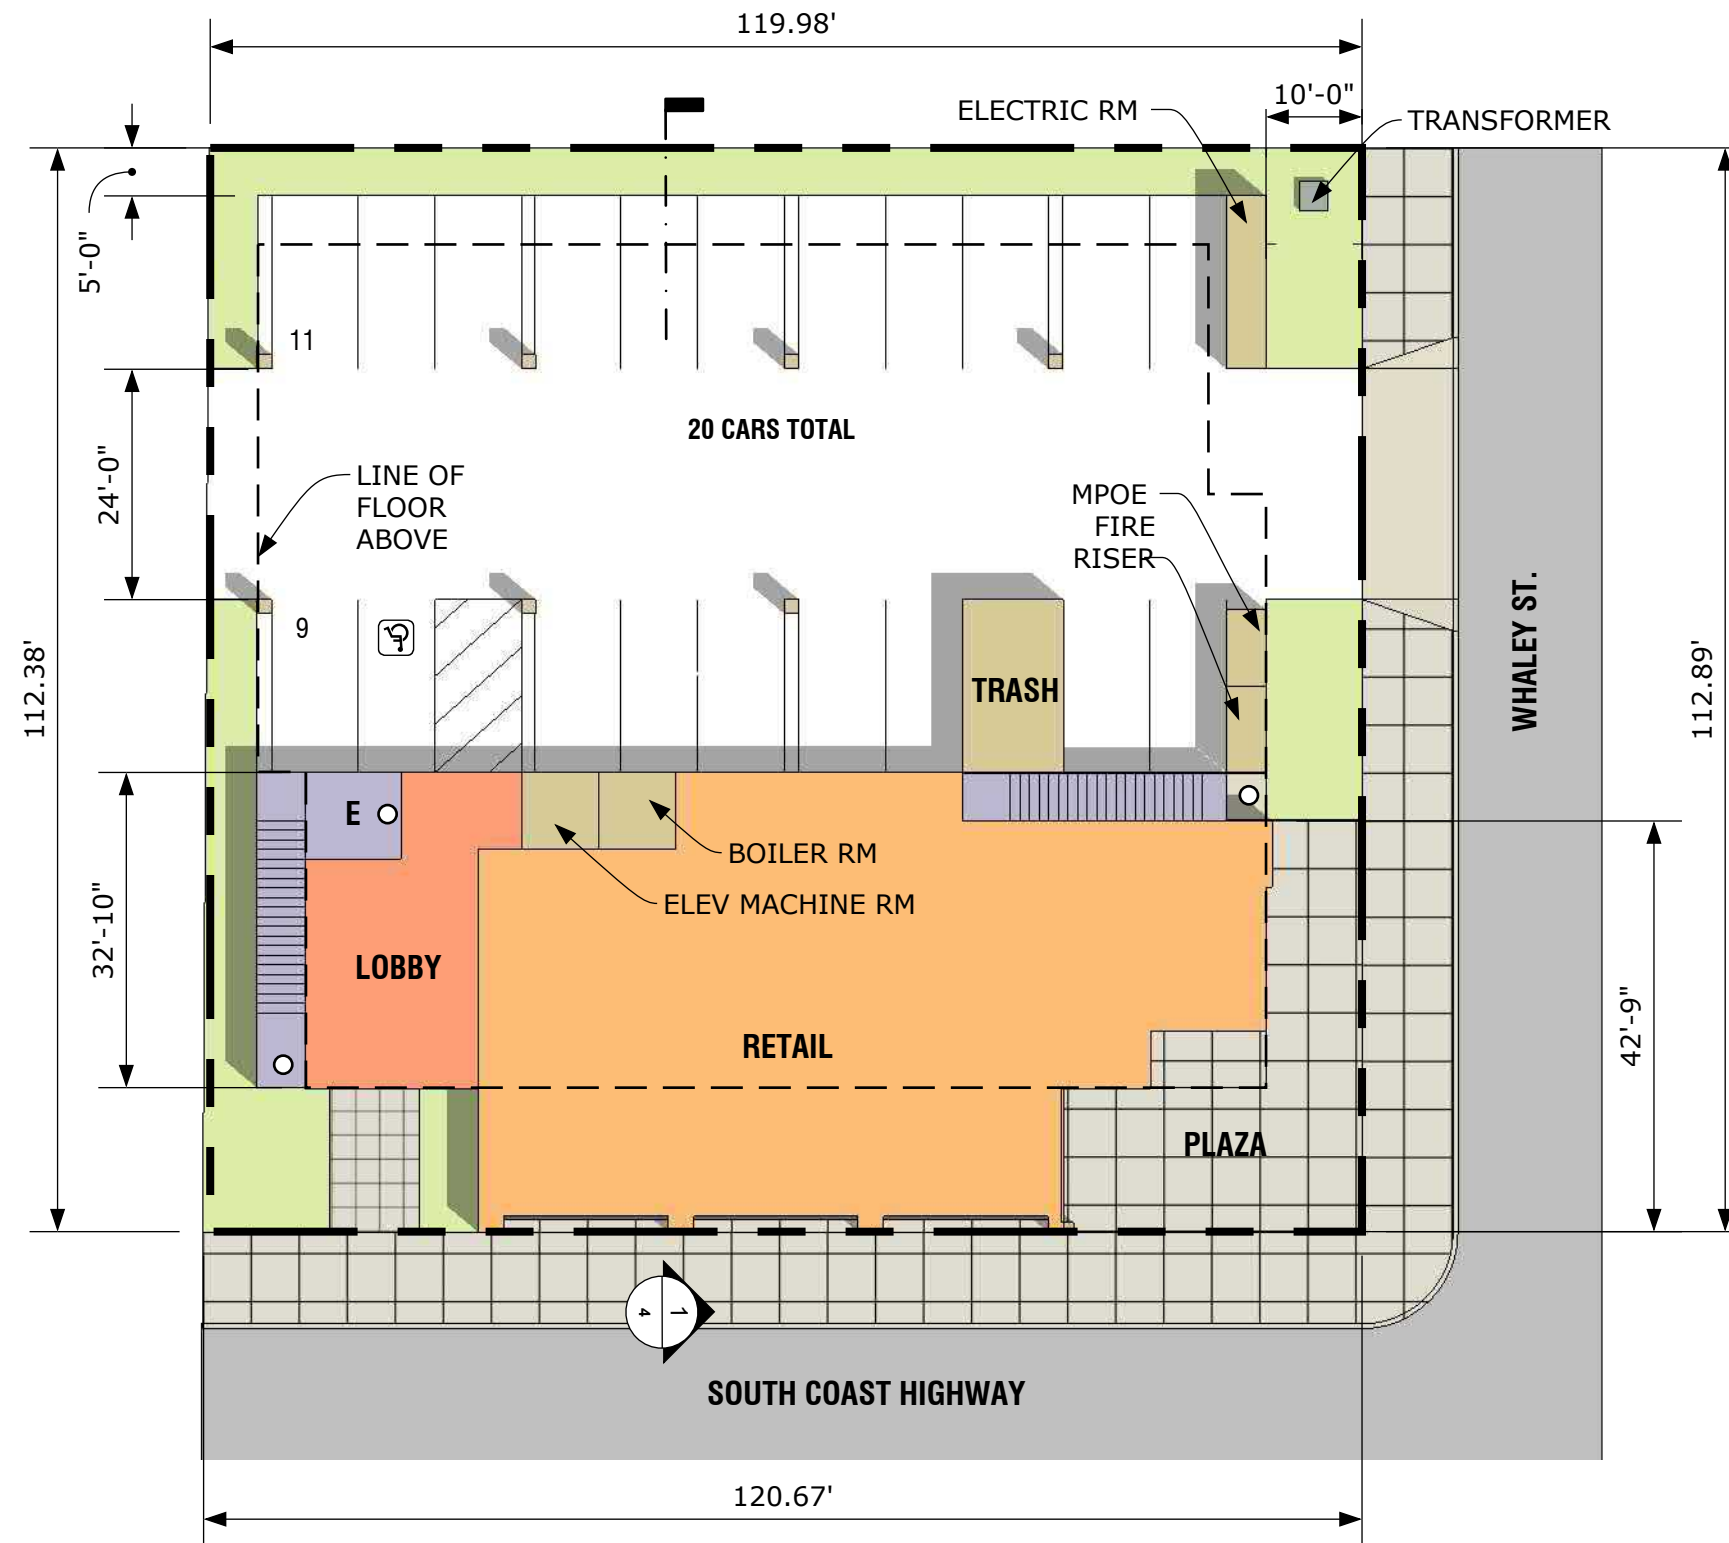 119.98'
10'-0"
ELECTRIC RM
TRANSFORMER
5'-0"
11
20 CARS TOTAL
24'-0"
LINE OF
FLOOR
ABOVE
MPOE
FIRE
RISER
9
TRASH
WHALEY ST.
112.38'
112.89'
E
BOILER RM
ELEV MACHINE RM
32'-10"
LOBBY
RETAIL
42'-9"
PLAZA
1
4
SOUTH COAST HIGHWAY
120.67'